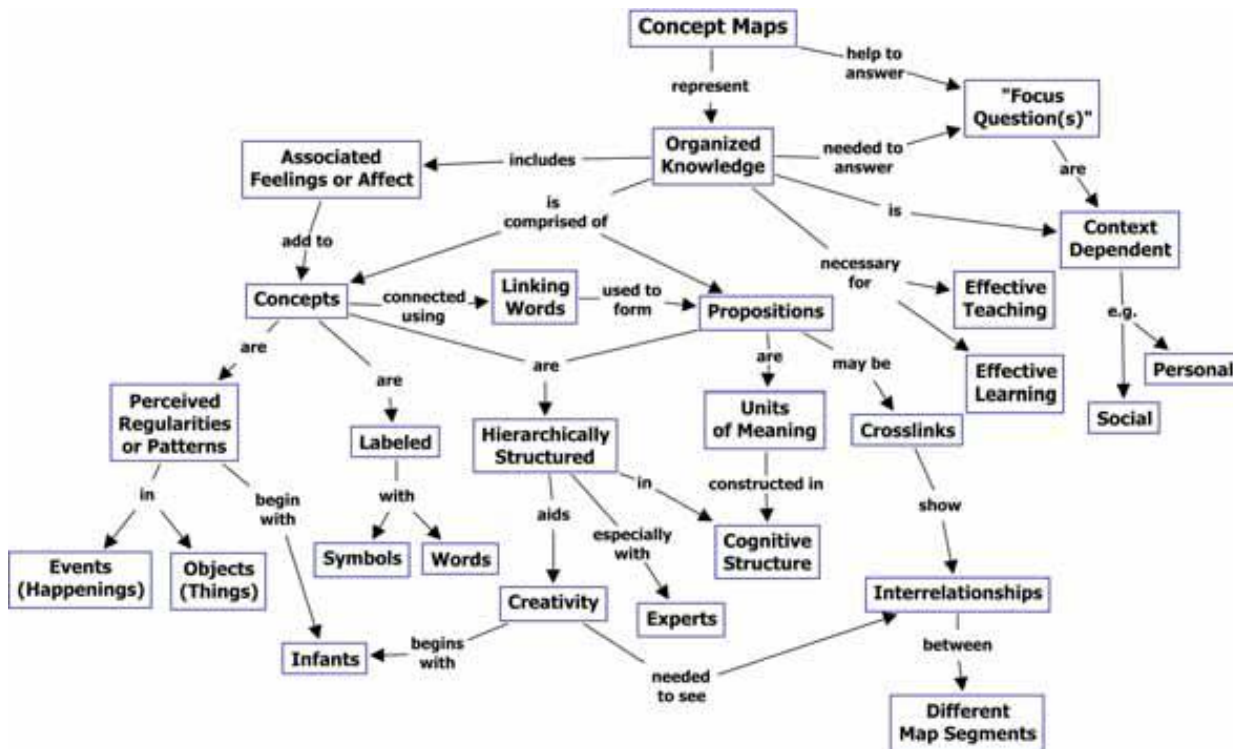 Concept Maps
help to
answer
represent
"Focus
Question(s)"
Organized
Knowledge
needed to
answer
includes
Associated
Feelings or Affect
are
is
is
comprised of
Context
Dependent
add to
necessary
for
Concepts
connected
using
Linking
Words
used to
form
Propositions
Effective
Teaching
e.g.
are
are
are
are
may be
Effective
Learning
Personal
Social
Perceived
Regularities
or Patterns
Labeled
Hierarchically
Structured
Units
of Meaning
Crosslinks
in
begin
with
with
aids
in
constructed in
show
especially
with
Events
(Happenings)
Objects
(Things)
Symbols
Words
Cognitive
Structure
Creativity
Experts
Interrelationships
Infants
begins
with
needed
to see
between
Different
Map Segments